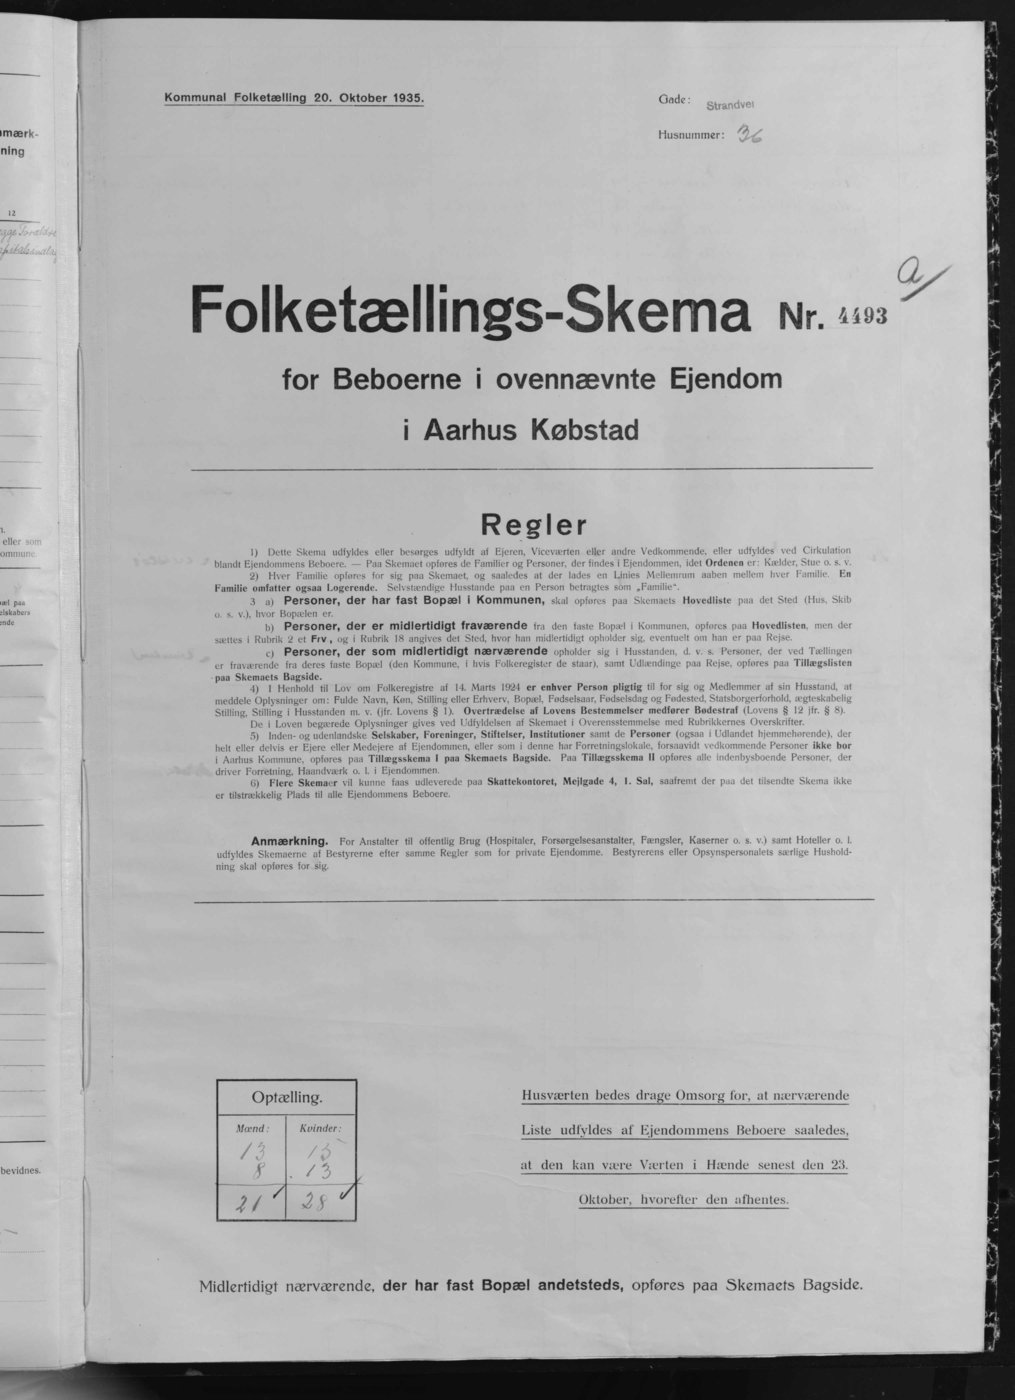 Kommunal Folketælling 20. Oktober 1935.
Gade: Strandvei
Husnummer: 36
mærk-
ning
12
a/
Folketællings-Skema Nr. 4493
for Beboerne i ovennævnte Ejendom
i Aarhus Købstad
Regler
1) Dette Skema udfyldes eller besørges udfyldt af Ejeren, Viceværten eller andre Vedkommende, eller udfyldes ved Cirkulation
blandt Ejendommens Beboere. — Paa Skemaet opføres de Familier og Personer, der findes i Ejendommen, idet Ordenen er: Kælder, Stue o. s. v.
2) Hver Familie opføres for sig paa Skemaet, og saaledes at der lades en Linies Mellemrum aaben mellem hver Familie. En
Familie omfatter ogsaa Logerende. Selvstændige Husstande paa en Person betragtes som „Familie“.
3 a) Personer, der har fast Bopæl i Kommunen, skal opføres paa Skemaets Hovedliste paa det Sted (Hus, Skib
o. s. v.), hvor Bopælen er.
b) Personer, der er midlertidigt fraværende fra den faste Bopæl i Kommunen, opføres paa Hovedlisten, men der
sættes i Rubrik 2 et Frv, og i Rubrik 18 angives det Sted, hvor han midlertidigt opholder sig, eventuelt om han er paa Rejse.
c) Personer, der som midlertidigt nærværende opholder sig i Husstanden, d. v. s. Personer, der ved Tællingen
er fraværende fra deres faste Bopæl (den Kommune, i hvis Folkeregister de staar), samt Udlændinge paa Rejse, opføres paa Tillægslisten
paa Skemaets Bagside.
4) I Henhold til Lov om Folkeregistre af 14. Marts 1924 er enhver Person pligtig til for sig og Medlemmer af sin Husstand, at
meddele Oplysninger om: Fulde Navn, Køn, Stilling eller Erhverv, Bopæl, Fødselsaar, Fødselsdag og Fødested, Statsborgerforhold, ægteskabelig
Stilling, Stilling i Husstanden m. v. (jfr. Lovens § 1). Overtrædelse af Lovens Bestemmelser medfører Bødestraf (Lovens § 12 jfr. § 8).
De i Loven begærede Oplysninger gives ved Udfyldelsen af Skemaet i Overensstemmelse med Rubrikkernes Overskrifter.
5) Inden- og udenlandske Selskaber, Foreninger, Stiftelser, Institutioner samt de Personer (ogsaa i Udlandet hjemmehørende), der
helt eller delvis er Ejere eller Medejere af Ejendommen, eller som i denne har Forretningslokale, forsaavidt vedkommende Personer ikke bor
i Aarhus Kommune, opføres paa Tillægsskema I paa Skemaets Bagside. Paa Tillægsskema II opføres alle indenbysboende Personer, der
driver Forretning, Haandværk o. l. i Ejendommen.
6) Flere Skemaer vil kunne faas udleverede paa Skattekontoret, Mejlgade 4, 1. Sal, saafremt der paa det tilsendte Skema ikke
er tilstrækkelig Plads til alle Ejendommens Beboere.
Anmærkning. For Anstalter til offentlig Brug (Hospitaler, Forsørgelsesanstalter, Fængsler, Kaserner o. s. v.) samt Hoteller o. l.
udfyldes Skemaerne af Bestyrerne efter samme Regler som for private Ejendomme. Bestyrerens eller Opsynspersonalets særlige Hushold-
ning skal opføres for sig.
eller som
ommune.
æl paa
elskabers
ende
bevidnes.
Optælling.
Mænd: Kvinder:
13 15
8 13
21 28
Husværten bedes drage Omsorg for, at nærværende
Liste udfyldes af Ejendommens Beboere saaledes,
at den kan være Værten i Hænde senest den 23.
Oktober, hvorefter den afhentes.
Midlertidigt nærværende, der har fast Bopæl andetsteds, opføres paa Skemaets Bagside.